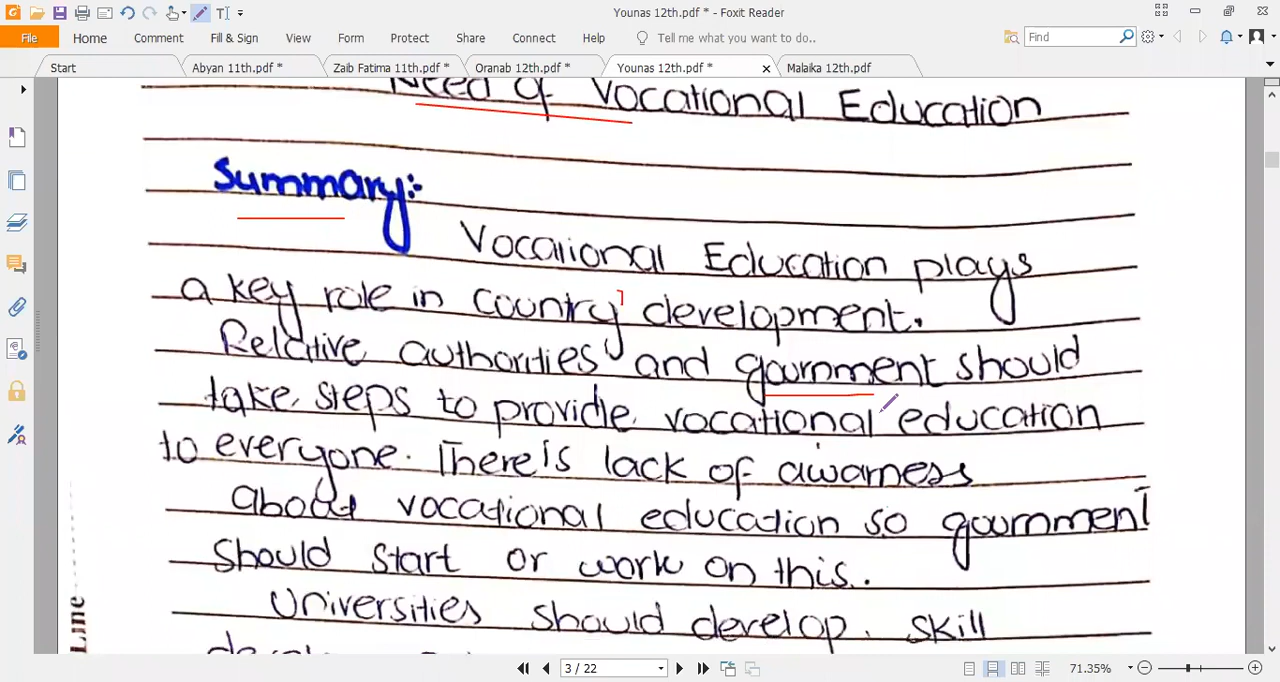 Younas 12th.pdf * - Foxit Reader
File Home Comment Fill & Sign View Form Protect Share Connect Help Tell me what you want to do.. Find
Start Abyan 11th.pdf * Zaib Fatima 11th.pdf * Oranab 12th.pdf * Younas 12th.pdf * Malaika 12th.pdf
Need of Vocational Education
Summary:-
Vocational Education plays
a key role in country development.
Relative authorities and gournment should
take steps to provide vocational education
to everyone. There is lack of awarness
about vocational education so gournment
should start or work on this.
Universities should develop skill
Line
3 / 22
71.35%